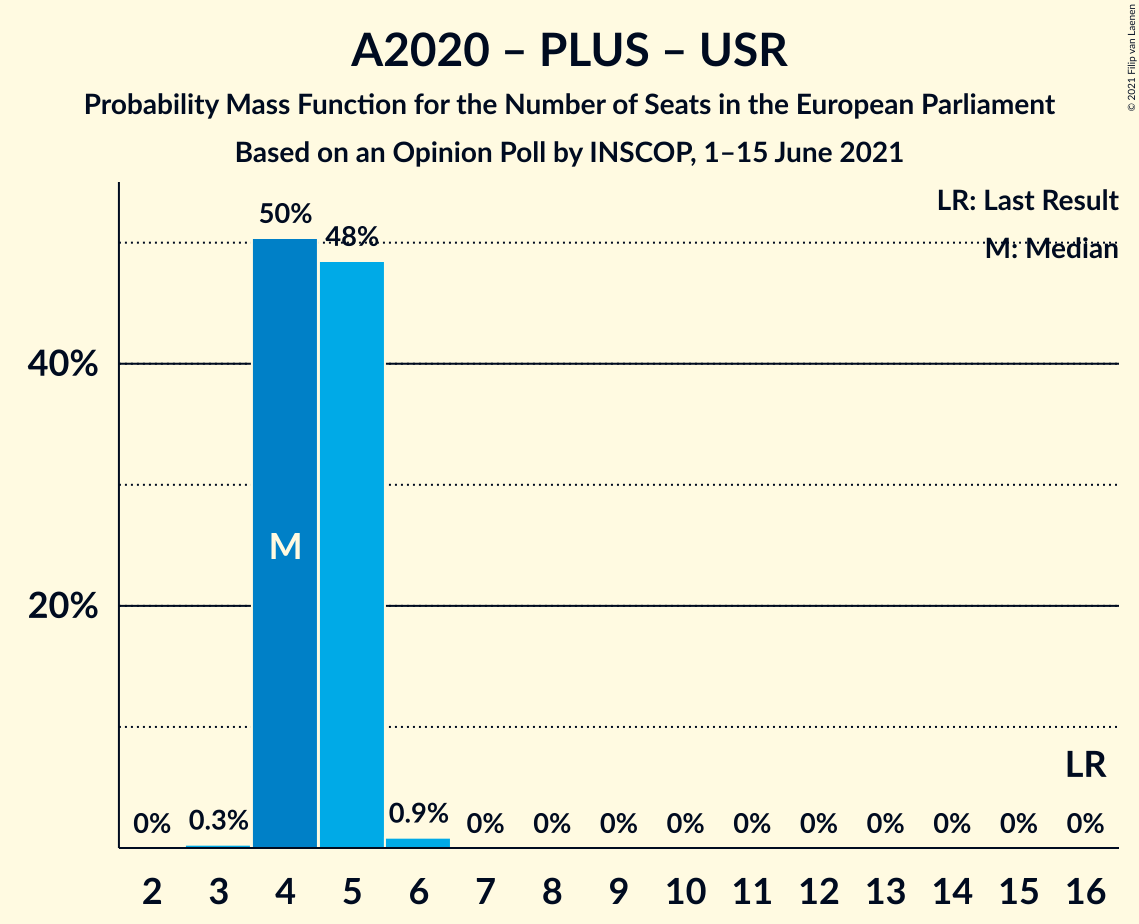 A2020 – PLUS – USR
Probability Mass Function for the Number of Seats in the European Parliament
Based on an Opinion Poll by INSCOP, 1–15 June 2021
© 2021 Filip van Laenen
LR: Last Result
M: Median
50%
48%
40%
M
20%
LR
0% 0.3% 0.9% 0% 0% 0% 0% 0% 0% 0% 0% 0% 0%
2 3 4 5 6 7 8 9 10 11 12 13 14 15 16